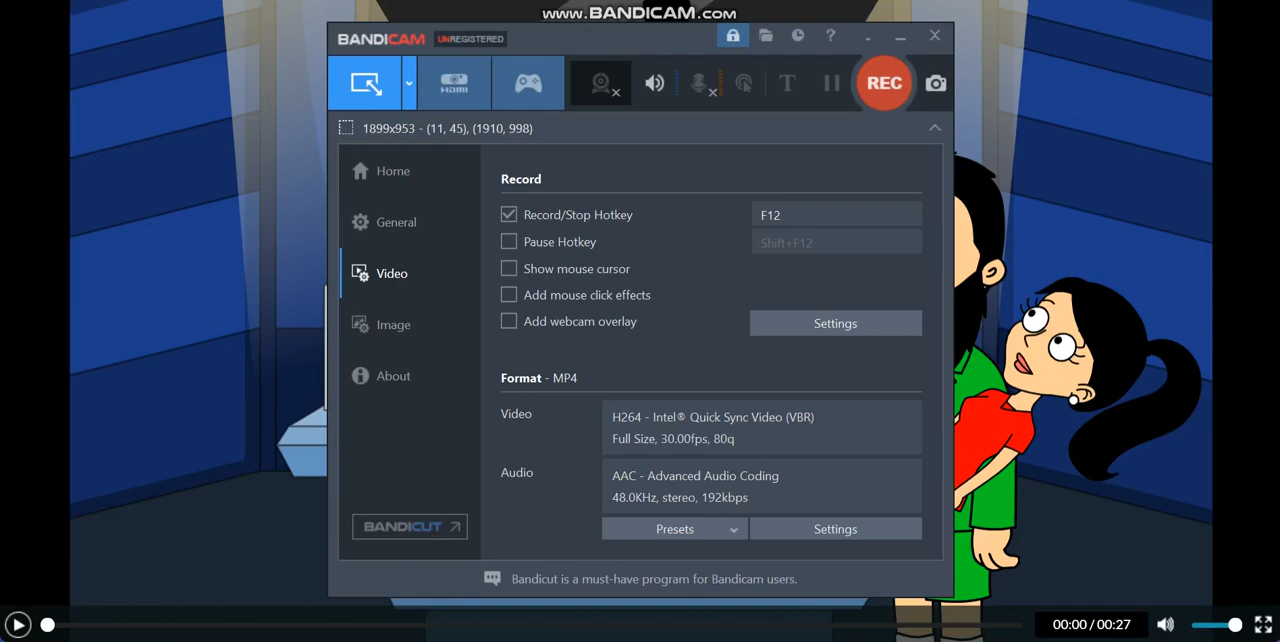 www.BANDICAM.com
BANDICAM UNREGISTERED
HDMI
REC
1899x953 - (11, 45), (1910, 998)
Home
General
Video
Image
About
BANDICUT
Record
Record/Stop Hotkey F12
Pause Hotkey Shift+F12
Show mouse cursor
Add mouse click effects
Add webcam overlay Settings
Format - MP4
Video H264 - Intel® Quick Sync Video (VBR)
Full Size, 30.00fps, 80q
Audio AAC - Advanced Audio Coding
48.0KHz, stereo, 192kbps
Presets Settings
Bandicut is a must-have program for Bandicam users.
00:00 / 00:27